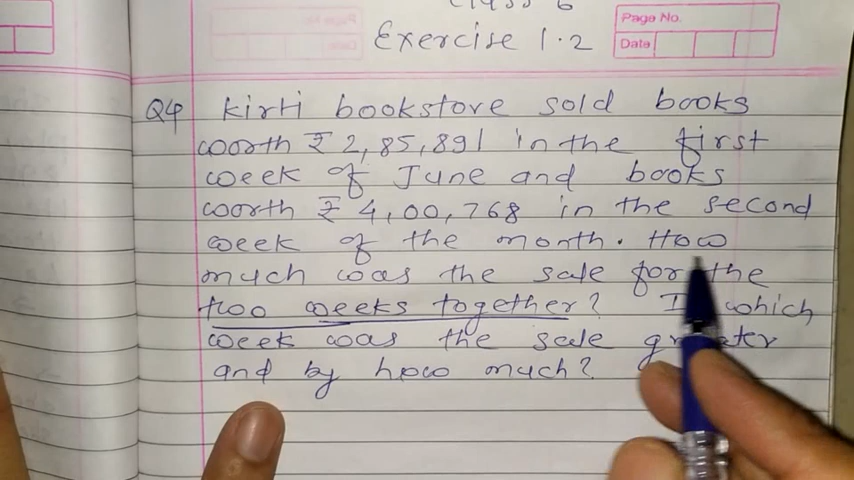 Class 6
Exercise 1.2
Page No.
Date
Q4 Kirti bookstore sold books
worth ₹ 2,85,891 in the first
week of June and books
worth ₹ 4,00,768 in the second
week of the month. How
much was the sale for the
two weeks together? which
week was the sale greater
and by how much?